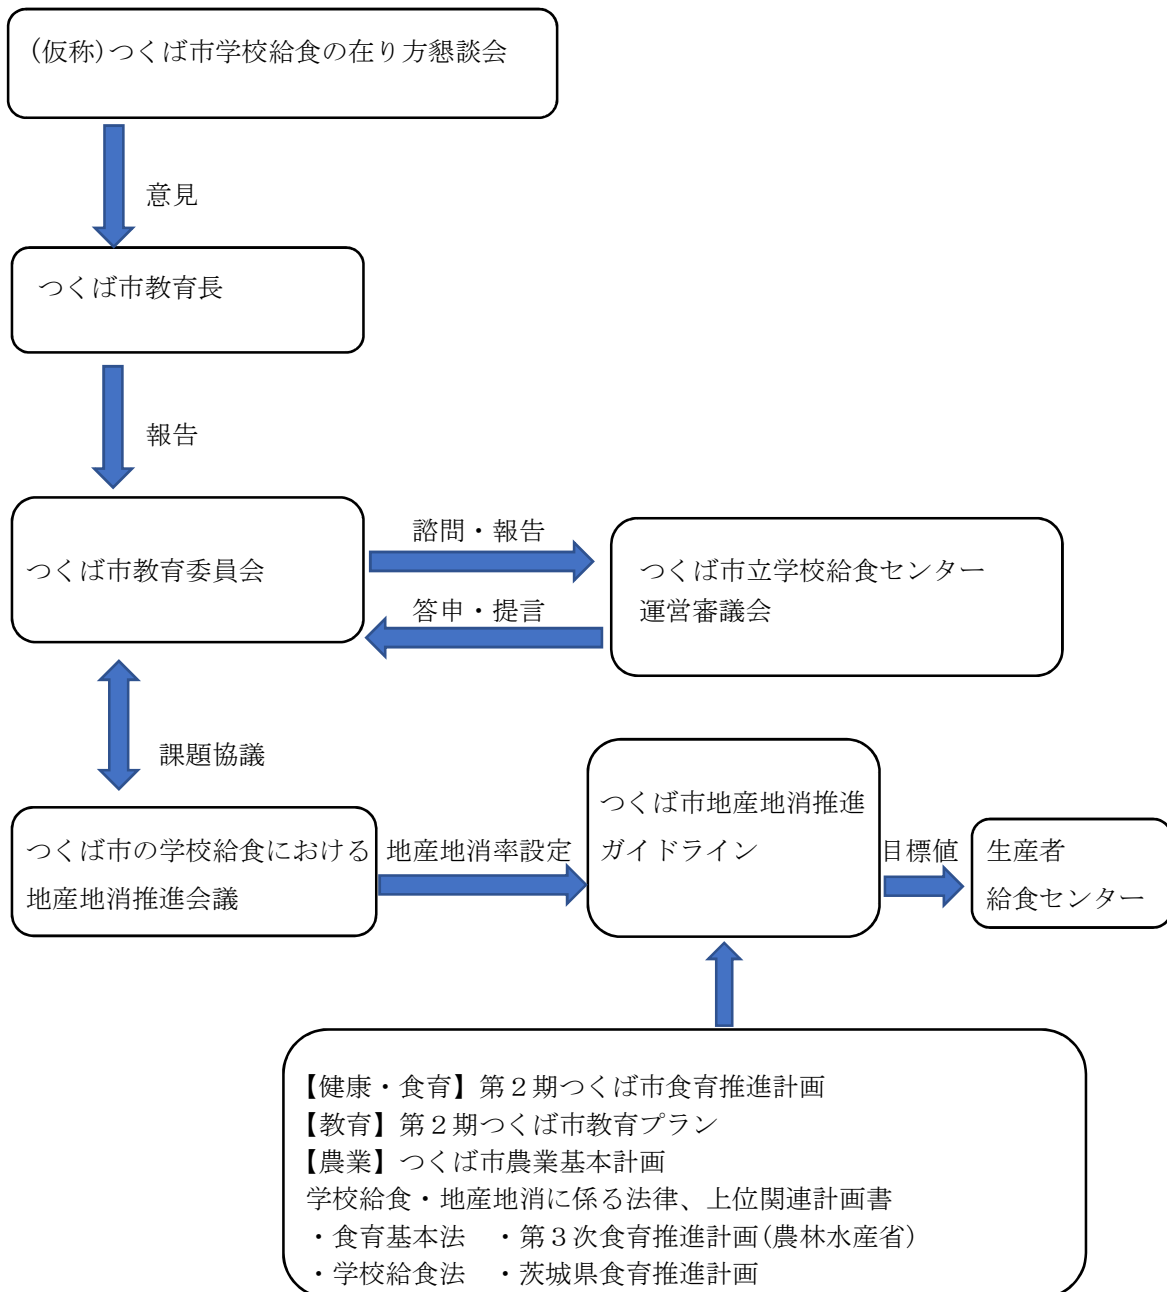 (仮称)つくば市学校給食の在り方懇談会
意見
つくば市教育長
報告
つくば市教育委員会
諮問・報告
答申・提言
つくば市立学校給食センター
運営審議会
課題協議
つくば市の学校給食における
地産地消推進会議
地産地消率設定
つくば市地産地消推進
ガイドライン
目標値
生産者
給食センター
【健康・食育】第２期つくば市食育推進計画
【教育】第２期つくば市教育プラン
【農業】つくば市農業基本計画
学校給食・地産地消に係る法律、上位関連計画書
・食育基本法　・第３次食育推進計画(農林水産省)
・学校給食法　・茨城県食育推進計画